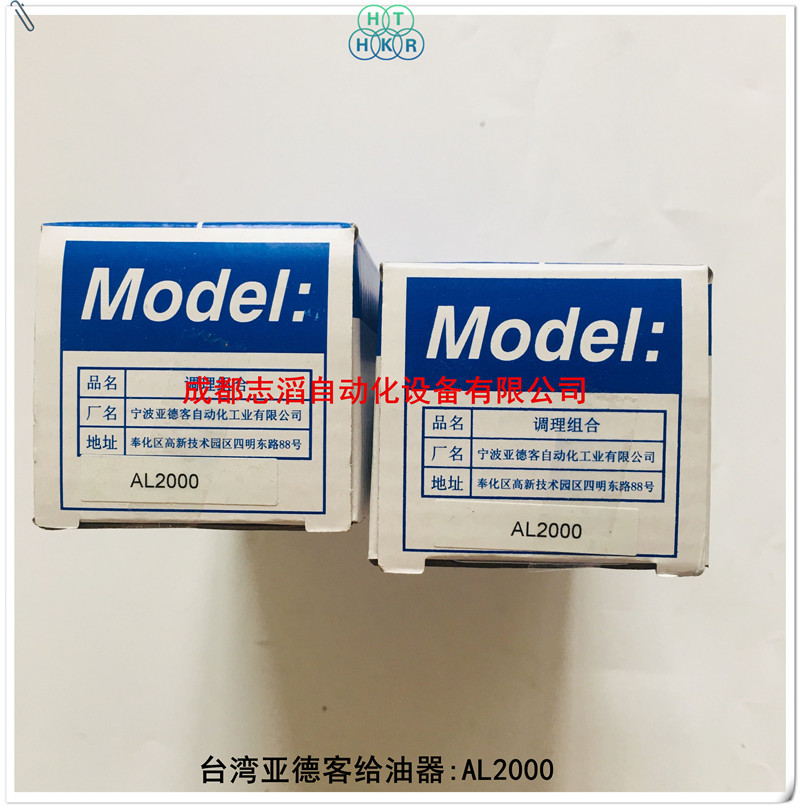 H T
H K R
Model:
品名 调理组合
厂名 宁波亚德客自动化工业有限公司
地址 奉化区高新技术园区四明东路88号
AL2000
Model:
品名 调理组合
厂名 宁波亚德客自动化工业有限公司
地址 奉化区高新技术园区四明东路88号
AL2000
成都志滔自动化设备有限公司
台湾亚德客给油器:AL2000